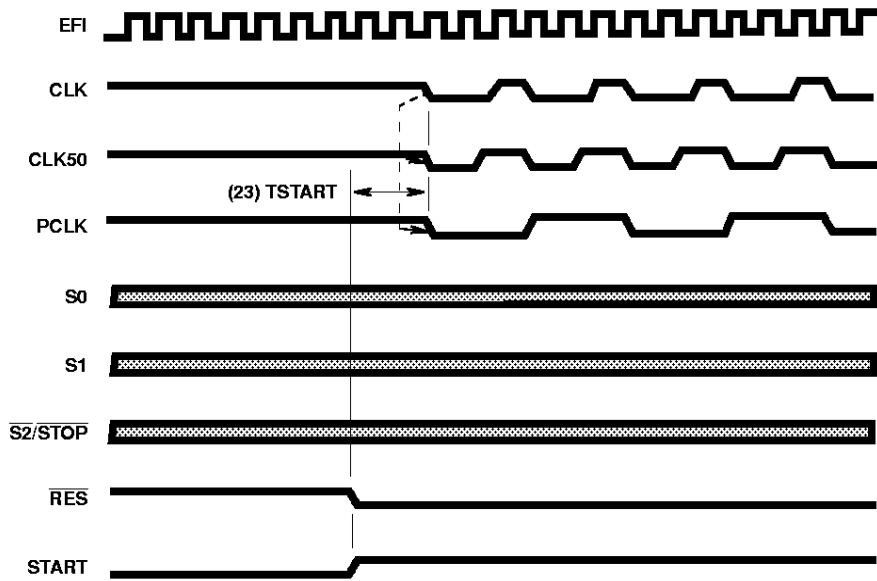 EFI
CLK
CLK50
(23) TSTART
PCLK
S0
S1
S2/STOP
RES
START